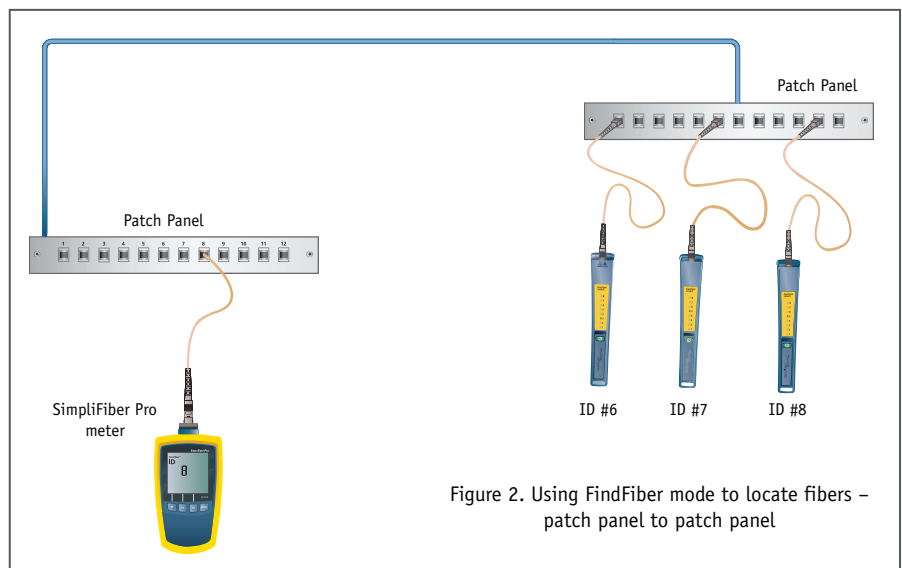 Patch Panel
Patch Panel
1 2 3 4 5 6 7 8 9 10 11 12
ID #6 ID #7 ID #8
SimpliFiber Pro
meter
ID
8
Figure 2. Using FindFiber mode to locate fibers –
patch panel to patch panel